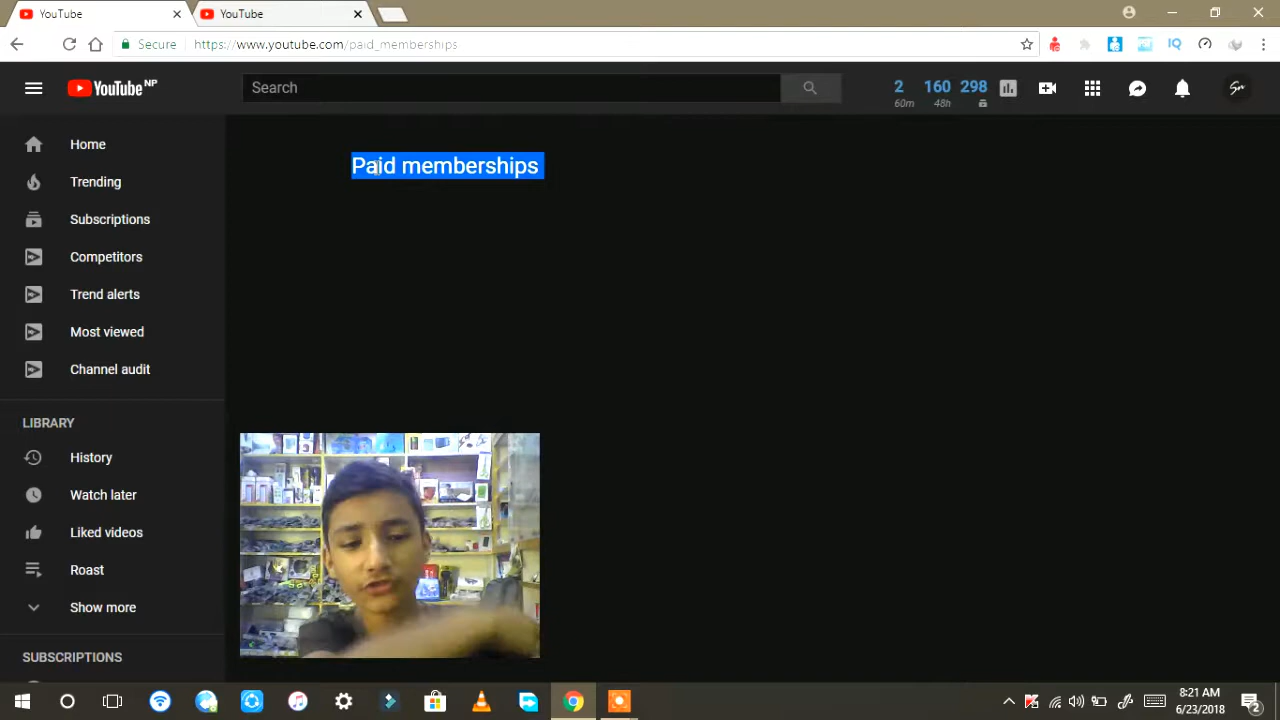 YouTube
YouTube
Secure
https://www.youtube.com/paid_memberships
YouTube NP
Search
2 160 298
60m 48h
IQ
Home
Trending
Subscriptions
Competitors
Trend alerts
Most viewed
Channel audit
LIBRARY
History
Watch later
Liked videos
Roast
Show more
SUBSCRIPTIONS
Paid memberships
8:21 AM
6/23/2018
2